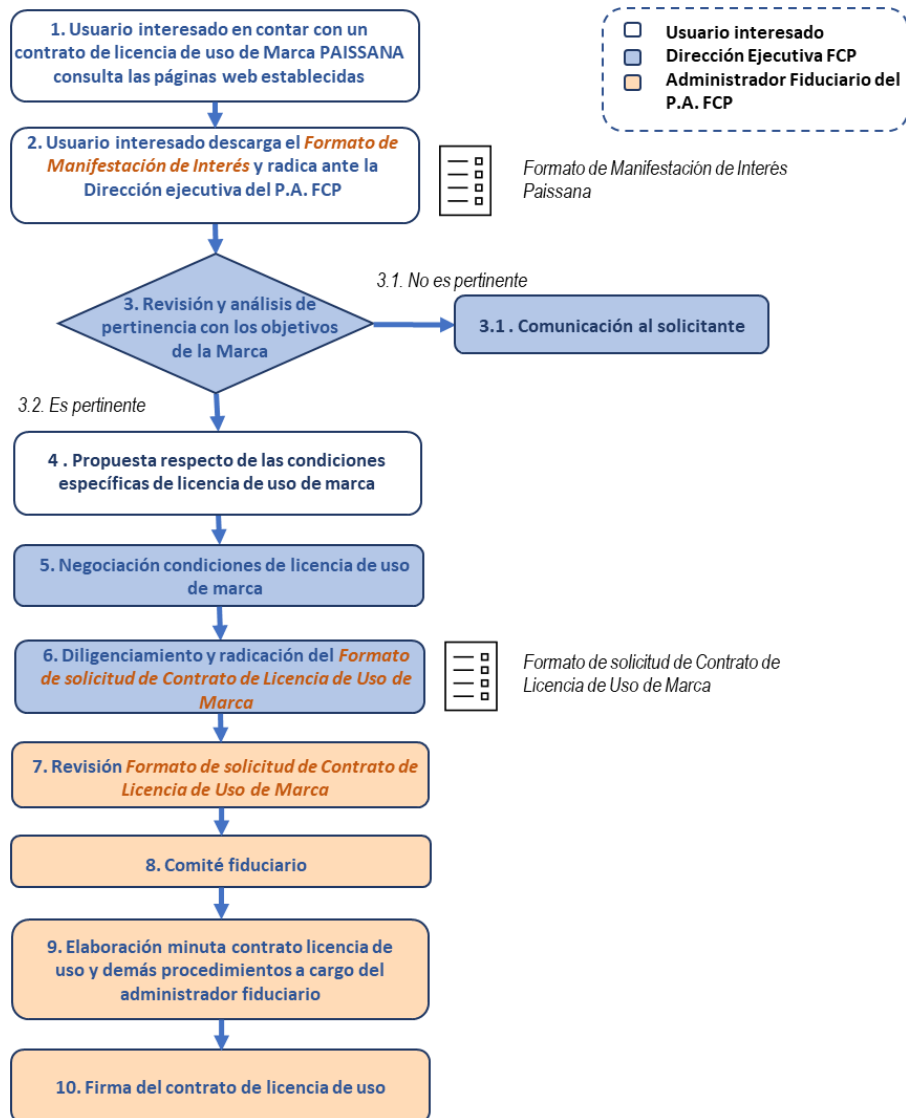 1. Usuario interesado en contar con un
contrato de licencia de uso de Marca PAISSANA
consulta las páginas web establecidas
Usuario interesado
Dirección Ejecutiva FCP
Administrador Fiduciario del
P.A. FCP
2. Usuario interesado descarga el Formato de
Manifestación de Interés y radica ante la
Dirección ejecutiva del P.A. FCP
Formato de Manifestación de Interés
Paissana
3. Revisión y análisis de
pertinencia con los objetivos
de la Marca
3.1. No es pertinente
3.1 . Comunicación al solicitante
3.2. Es pertinente
4 . Propuesta respecto de las condiciones
específicas de licencia de uso de marca
5. Negociación condiciones de licencia de uso
de marca
6. Diligenciamiento y radicación del Formato
de solicitud de Contrato de Licencia de Uso de
Marca
Formato de solicitud de Contrato de
Licencia de Uso de Marca
7. Revisión Formato de solicitud de Contrato de
Licencia de Uso de Marca
8. Comité fiduciario
9. Elaboración minuta contrato licencia de
uso y demás procedimientos a cargo del
administrador fiduciario
10. Firma del contrato de licencia de uso